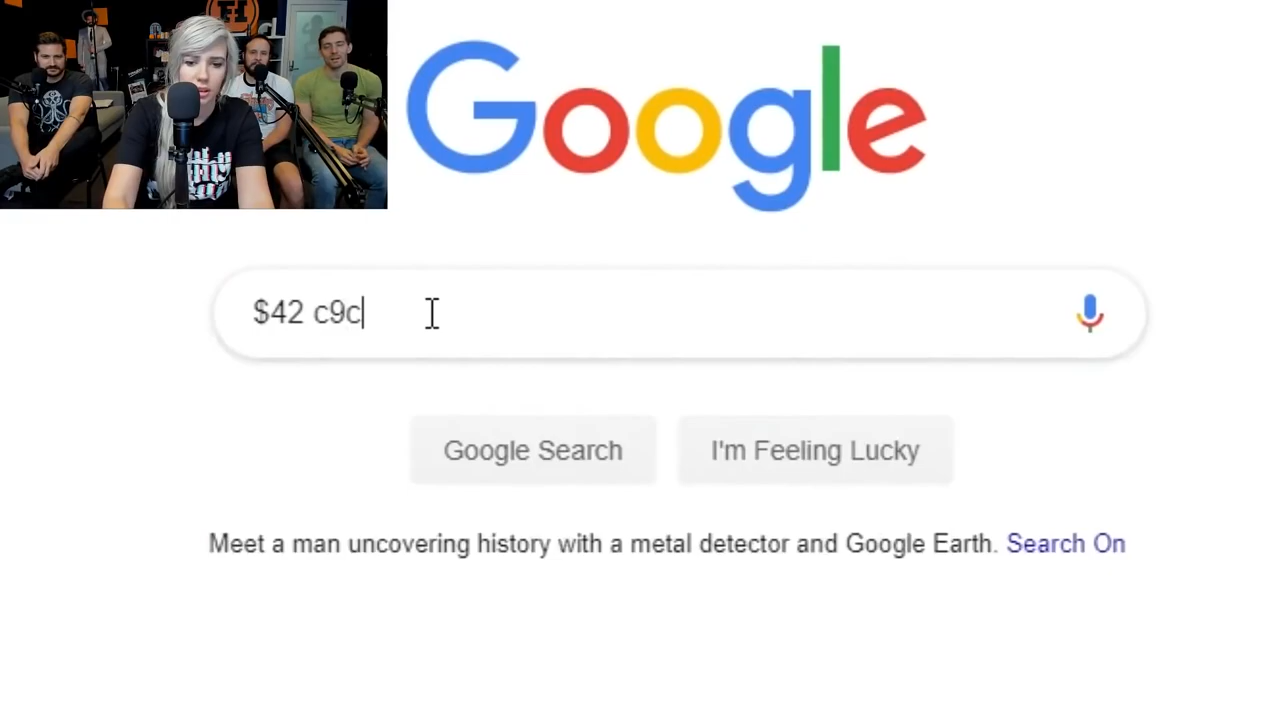 Google
$42 c9c
Google Search I'm Feeling Lucky
Meet a man uncovering history with a metal detector and Google Earth. Search On